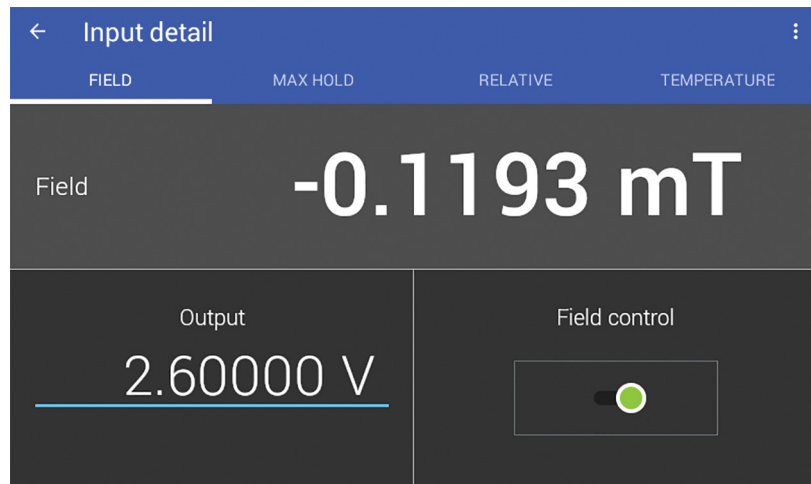 Input detail
FIELD MAX HOLD RELATIVE TEMPERATURE
Field -0.1193 mT
Output
2.60000 V
Field control